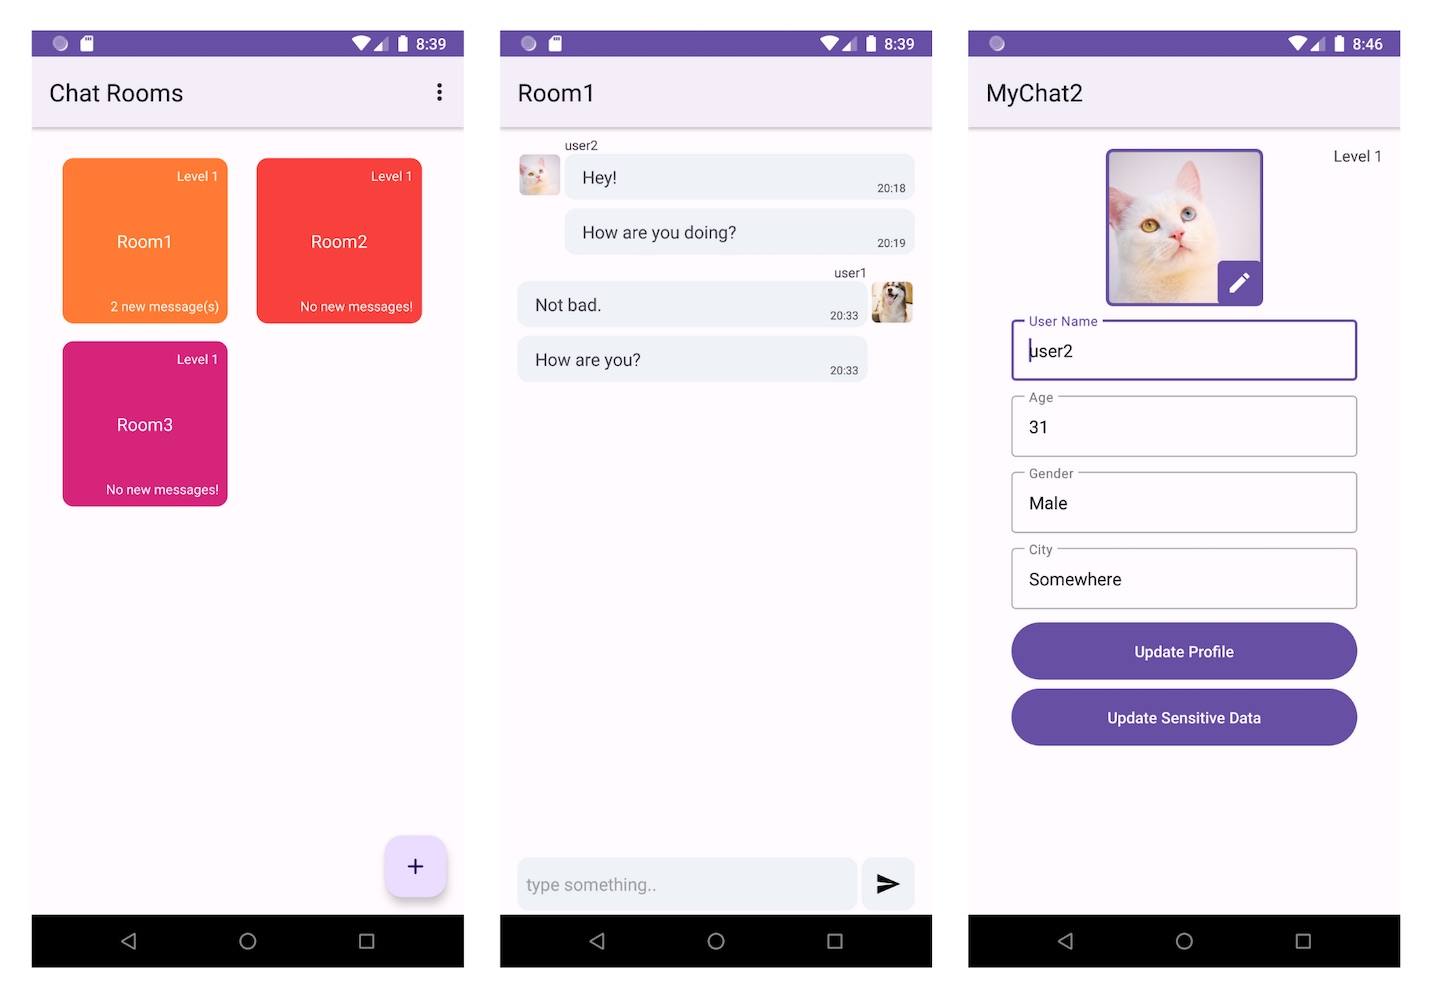 8:39
Chat Rooms
Level 1
Room1
2 new message(s)
Level 1
Room2
No new messages!
Level 1
Room3
No new messages!
+
8:39
Room1
user2
Hey!
20:18
How are you doing?
20:19
user1
Not bad.
20:33
How are you?
20:33
type something..
8:46
MyChat2
Level 1
User Name
user2
Age
31
Gender
Male
City
Somewhere
Update Profile
Update Sensitive Data